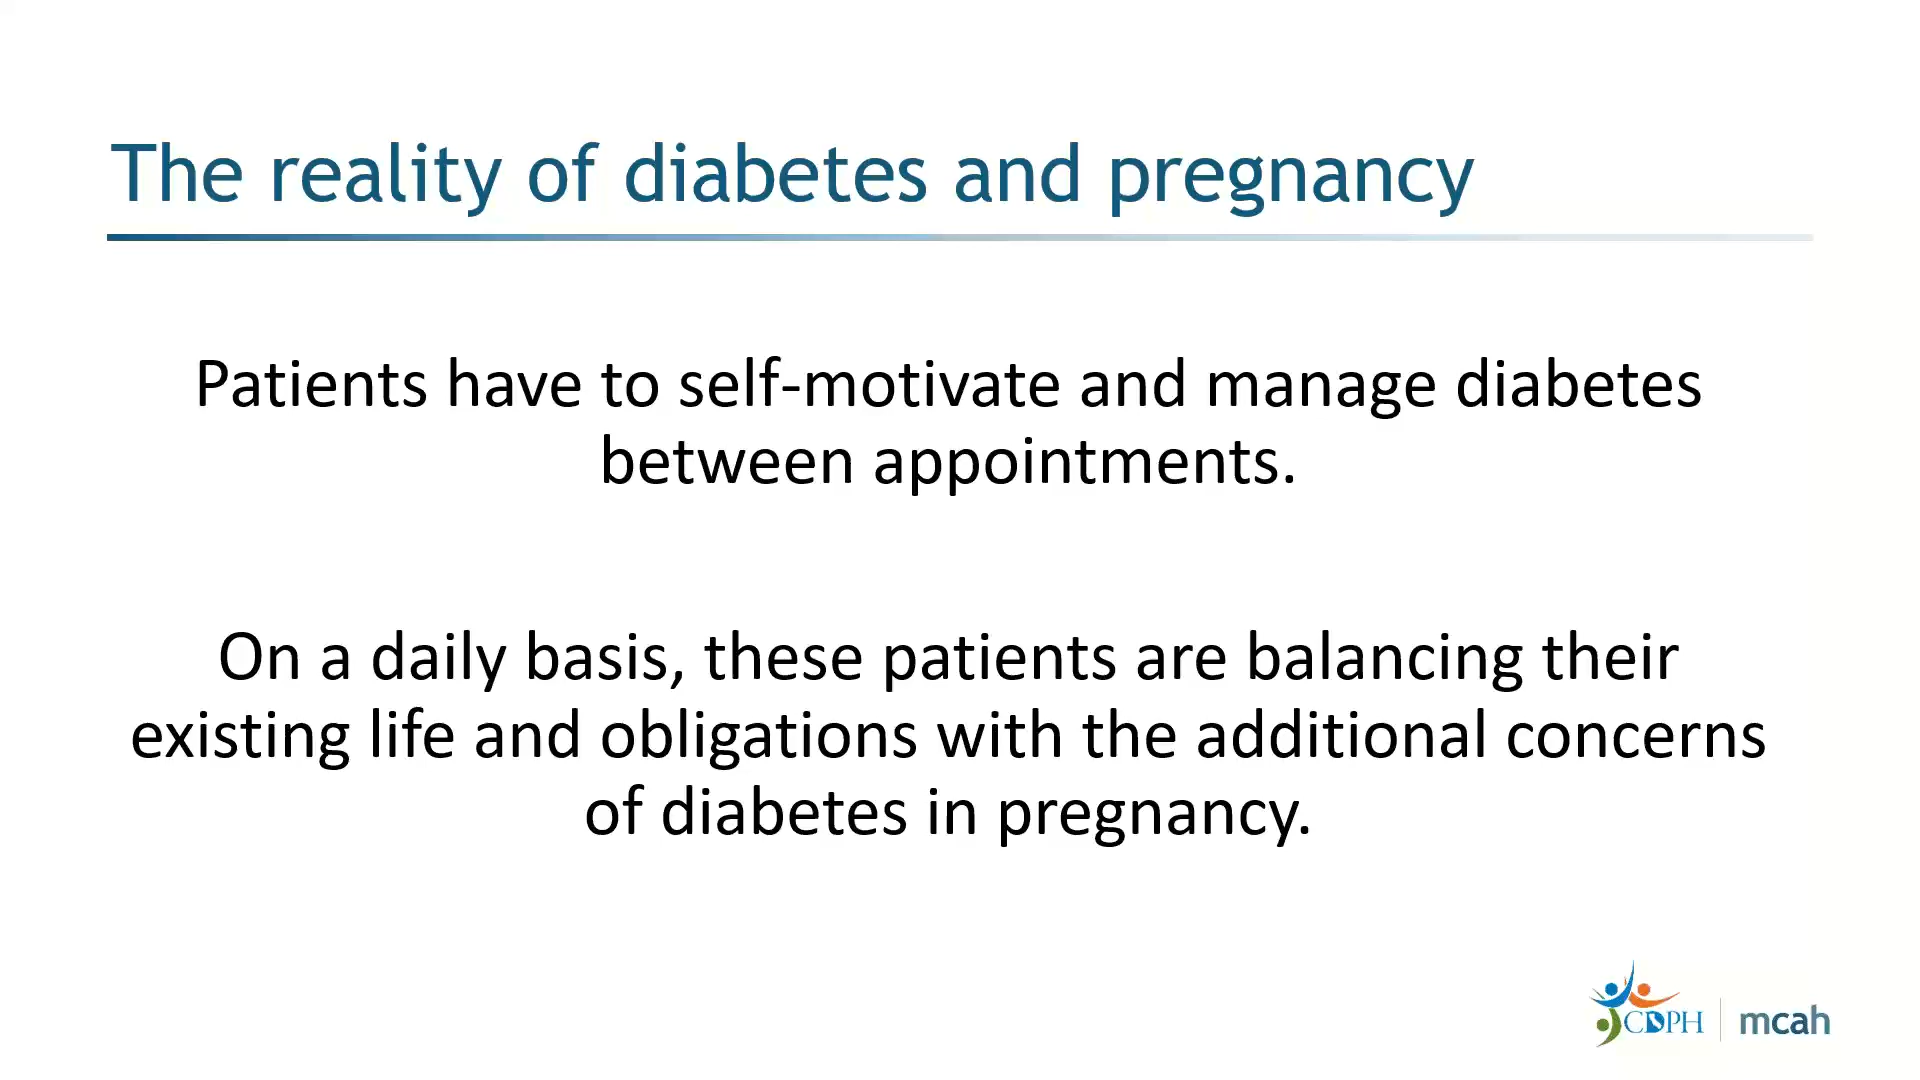 The reality of diabetes and pregnancy
Patients have to self-motivate and manage diabetes
between appointments.
On a daily basis, these patients are balancing their
existing life and obligations with the additional concerns
of diabetes in pregnancy.
CDPH | mcah